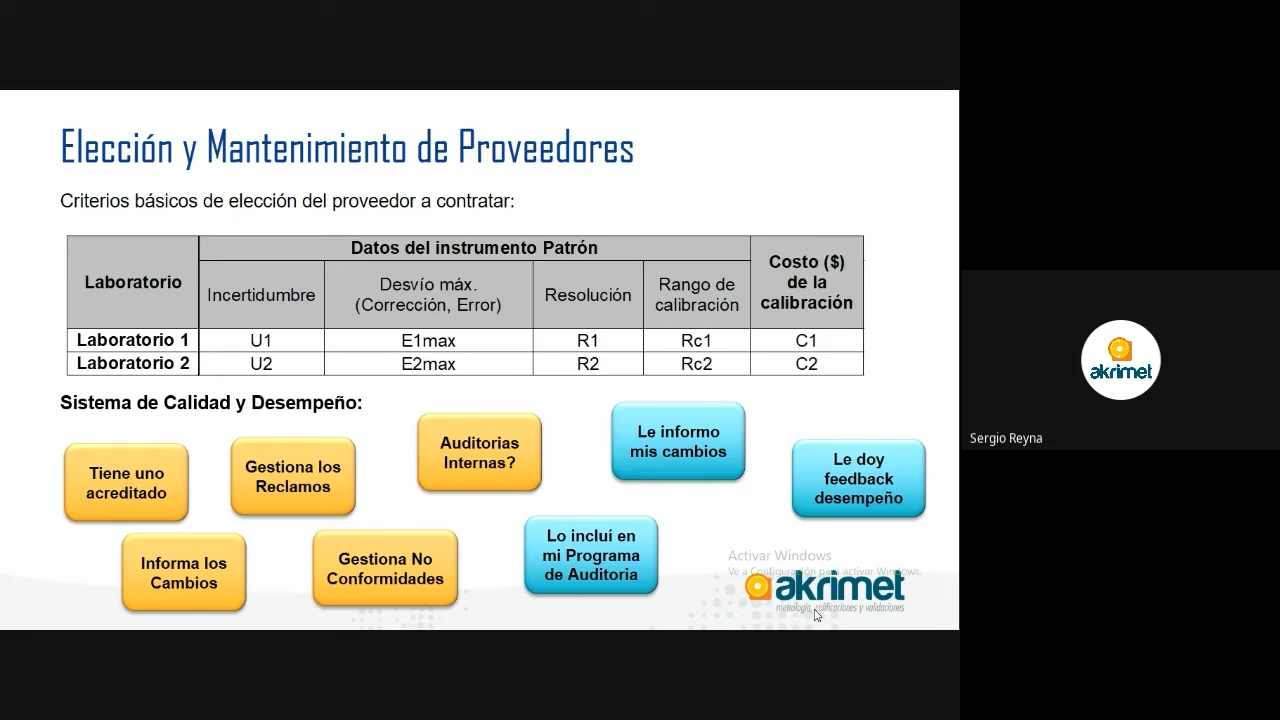 Elección y Mantenimiento de Proveedores
Criterios básicos de elección del proveedor a contratar:
Laboratorio
Datos del instrumento Patrón
Costo ($)
de la
calibración
Incertidumbre
Desvío máx.
(Corrección, Error)
Resolución
Rango de
calibración
Laboratorio 1 U1 E1max R1 Rc1 C1
Laboratorio 2 U2 E2max R2 Rc2 C2
Sistema de Calidad y Desempeño:
Tiene uno
acreditado
Gestiona los
Reclamos
Auditorias
Internas?
Le informo
mis cambios
Le doy
feedback
desempeño
Informa los
Cambios
Gestiona No
Conformidades
Lo incluí en
mi Programa
de Auditoria
Activar Windows
Ve a Configuración para activar Windows.
akrimet
metrología, calificaciones y validaciones
akrimet
Sergio Reyna